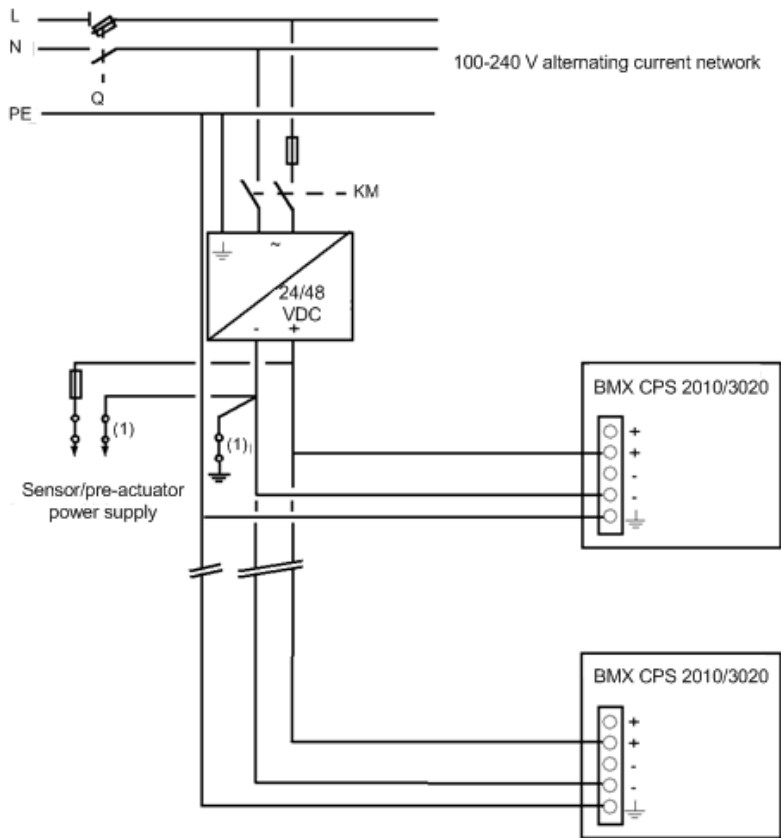 L
N
100-240 V alternating current network
Q
PE
KM
~
24/48
VDC
- +
BMX CPS 2010/3020
+
+
-
-
(1)
(1)
Sensor/pre-actuator
power supply
BMX CPS 2010/3020
+
+
-
-